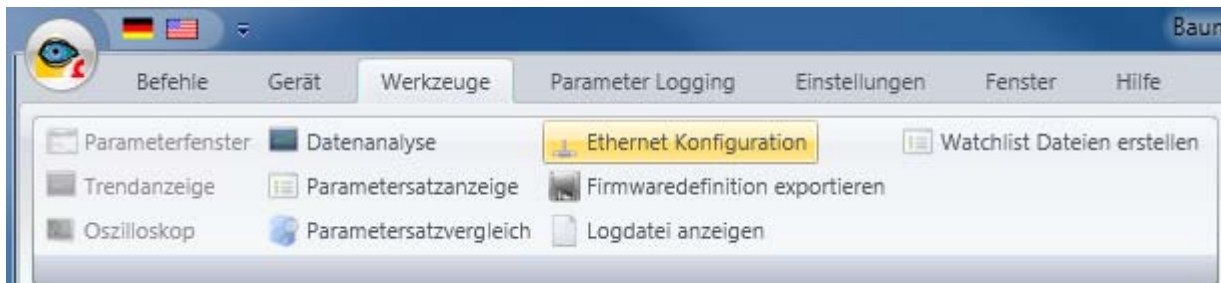 Baum
Befehle Gerät Werkzeuge Parameter Logging Einstellungen Fenster Hilfe
Parameterfenster Datenanalyse Ethernet Konfiguration Watchlist Dateien erstellen
Trendanzeige Parametersatzanzeige Firmwaredefinition exportieren
Oszilloskop Parametersatzvergleich Logdatei anzeigen